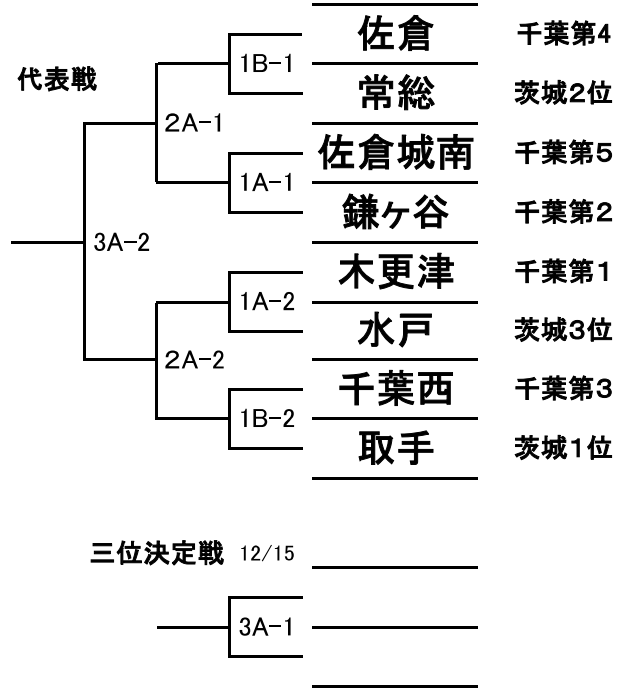 佐倉 千葉第4
1B-1
代表戦
常総 茨城2位
2A-1
佐倉城南 千葉第5
1A-1
鎌ヶ谷 千葉第2
3A-2
木更津 千葉第1
1A-2
水戸 茨城3位
2A-2
千葉西 千葉第3
1B-2
取手 茨城1位
三位決定戦 12/15
3A-1